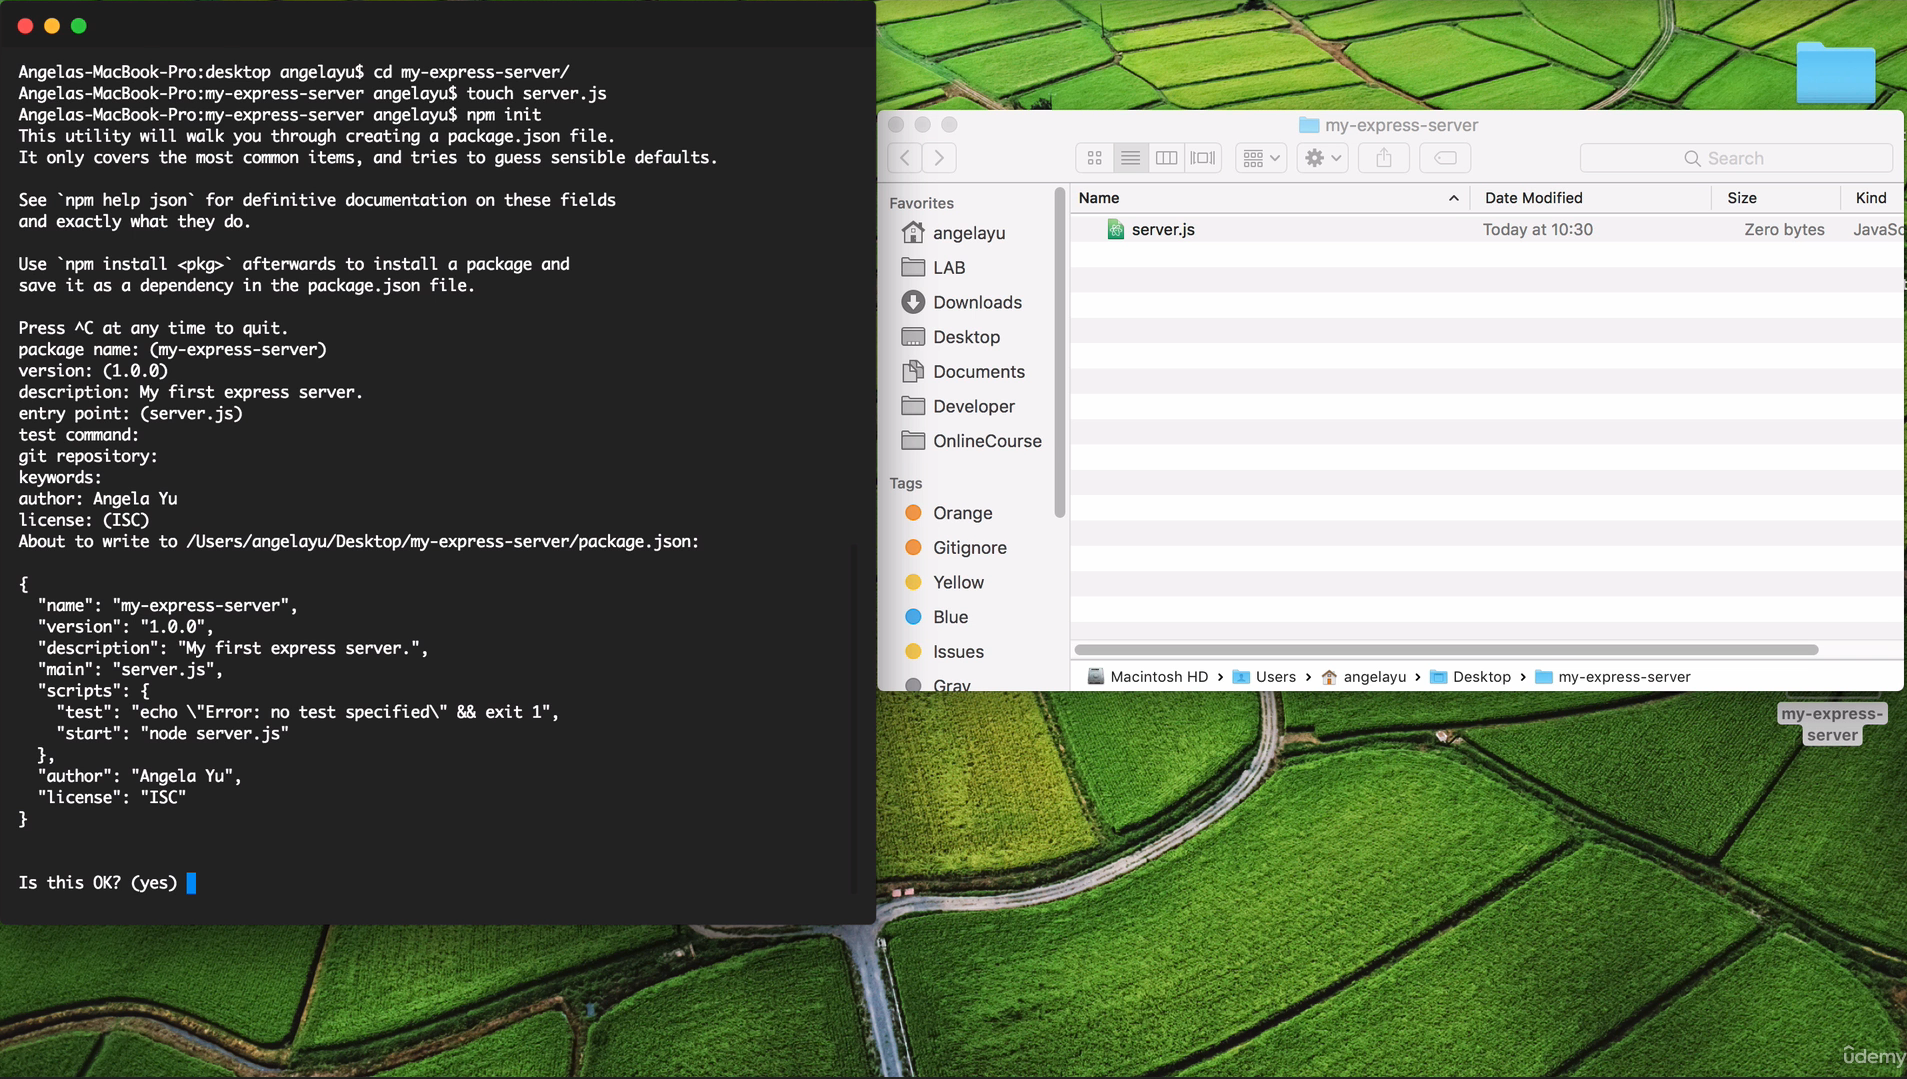 Angelas-MacBook-Pro:desktop angelayu$ cd my-express-server/
Angelas-MacBook-Pro:my-express-server angelayu$ touch server.js
Angelas-MacBook-Pro:my-express-server angelayu$ npm init
This utility will walk you through creating a package.json file.
It only covers the most common items, and tries to guess sensible defaults.
See `npm help json` for definitive documentation on these fields
and exactly what they do.
Use `npm install <pkg>` afterwards to install a package and
save it as a dependency in the package.json file.
Press ^C at any time to quit.
package name: (my-express-server)
version: (1.0.0)
description: My first express server.
entry point: (server.js)
test command:
git repository:
keywords:
author: Angela Yu
license: (ISC)
About to write to /Users/angelayu/Desktop/my-express-server/package.json:
{
  "name": "my-express-server",
  "version": "1.0.0",
  "description": "My first express server.",
  "main": "server.js",
  "scripts": {
    "test": "echo \"Error: no test specified\" && exit 1",
    "start": "node server.js"
  },
  "author": "Angela Yu",
  "license": "ISC"
}
Is this OK? (yes)
my-express-server
Search
Favorites
angelayu
LAB
Downloads
Desktop
Documents
Developer
OnlineCourse
Tags
Orange
Gitignore
Yellow
Blue
Issues
Gray
Name Date Modified Size Kind
server.js Today at 10:30 Zero bytes JavaSc
Macintosh HD › Users › angelayu › Desktop › my-express-server
my-express-
server
ûdemy